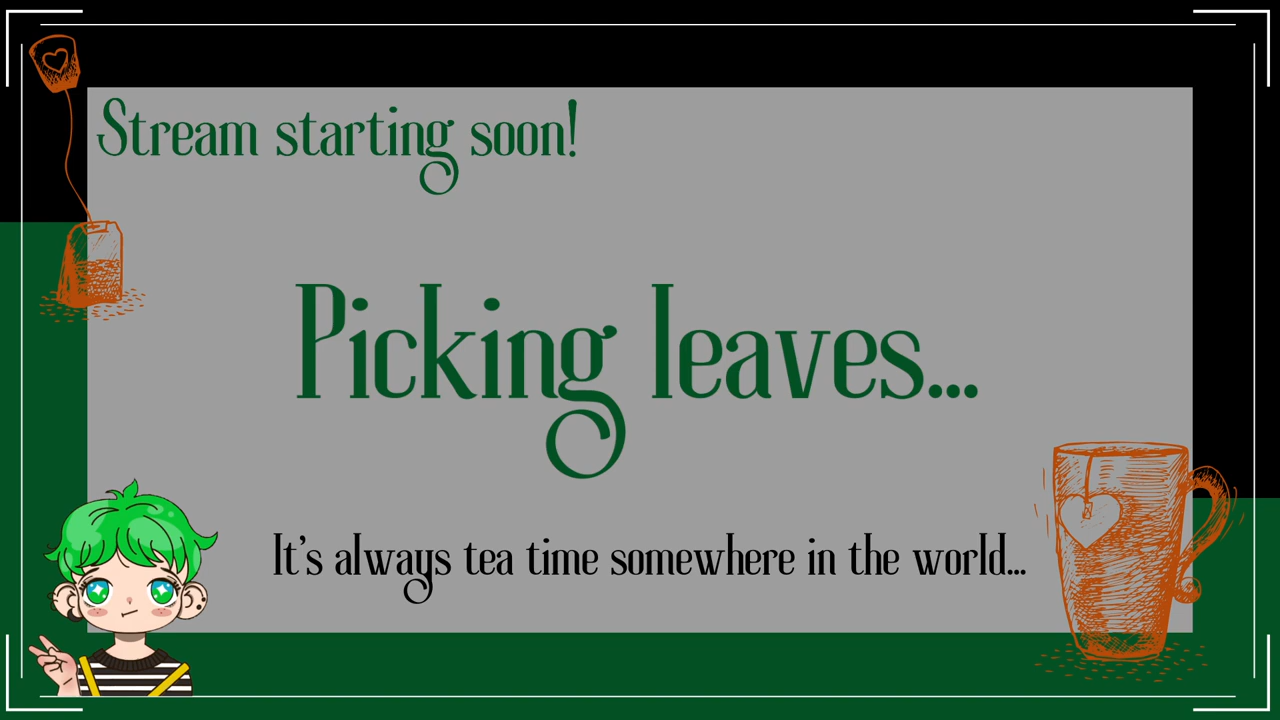 Stream starting soon!
Picking leaves...
It's always tea time somewhere in the world...